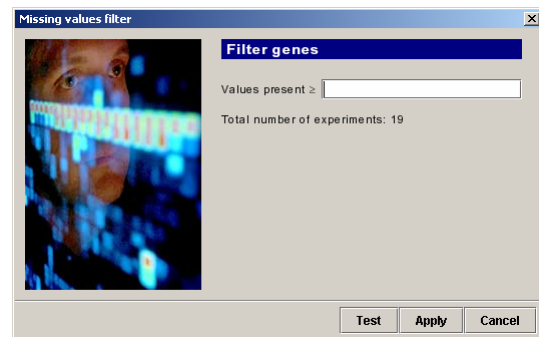 Missing values filter
Filter genes
Values present ≥
Total number of experiments: 19
Test Apply Cancel